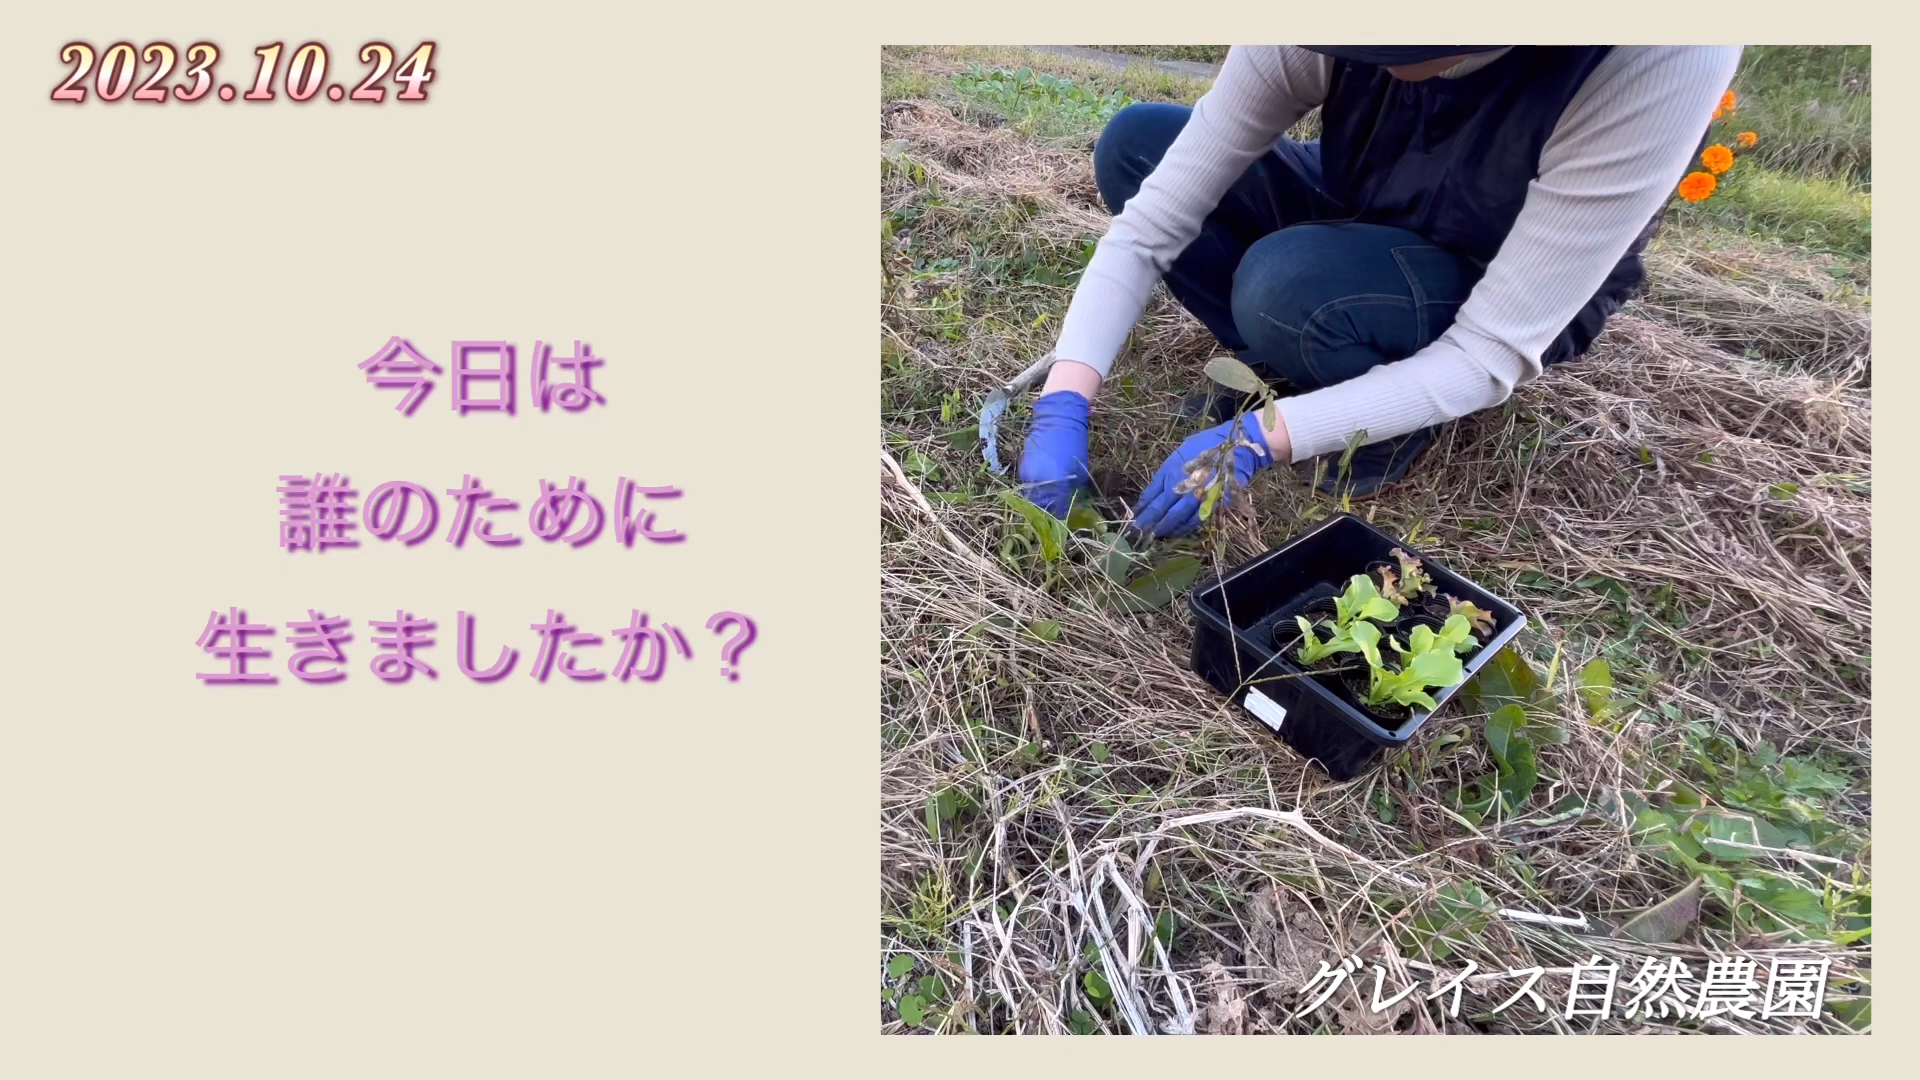 2023.10.24
今日は
誰のために
生きましたか？
グレイス自然農園